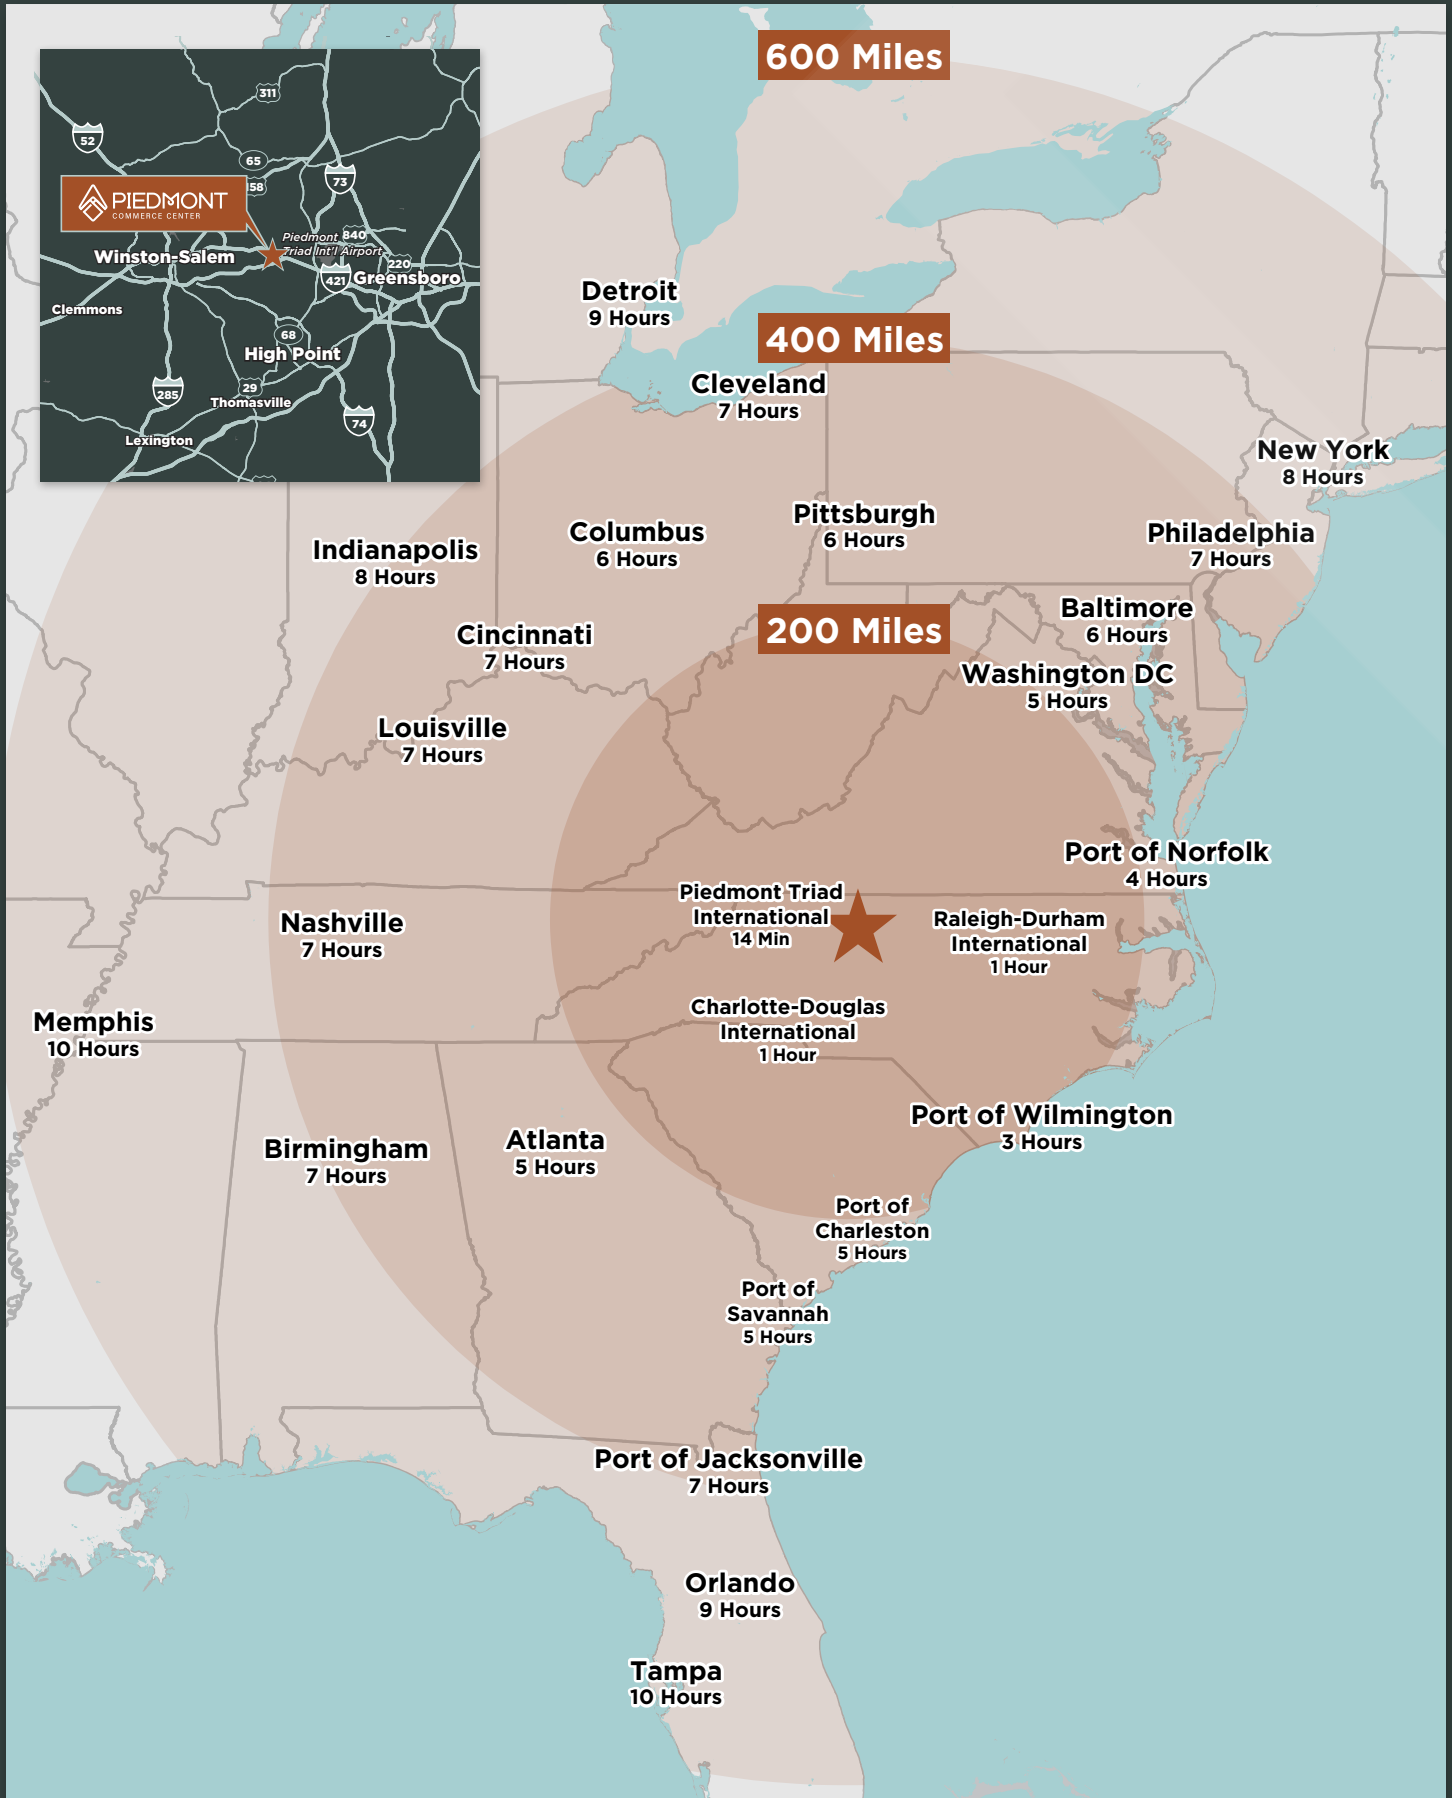 600 Miles
311
52
65
158
73
PIEDMONT
COMMERCE CENTER
Piedmont
Triad Int'l Airport
840
Winston-Salem
220
421
Greensboro
Clemmons
68
High Point
285
29
Thomasville
74
Lexington
Detroit
9 Hours
400 Miles
Cleveland
7 Hours
New York
8 Hours
Pittsburgh
6 Hours
Columbus
6 Hours
Philadelphia
7 Hours
Indianapolis
8 Hours
Baltimore
6 Hours
200 Miles
Cincinnati
7 Hours
Washington DC
5 Hours
Louisville
7 Hours
Port of Norfolk
4 Hours
Piedmont Triad
International
14 Min
Raleigh-Durham
International
1 Hour
Nashville
7 Hours
Charlotte-Douglas
International
1 Hour
Memphis
10 Hours
Port of Wilmington
3 Hours
Atlanta
5 Hours
Birmingham
7 Hours
Port of
Charleston
5 Hours
Port of
Savannah
5 Hours
Port of Jacksonville
7 Hours
Orlando
9 Hours
Tampa
10 Hours